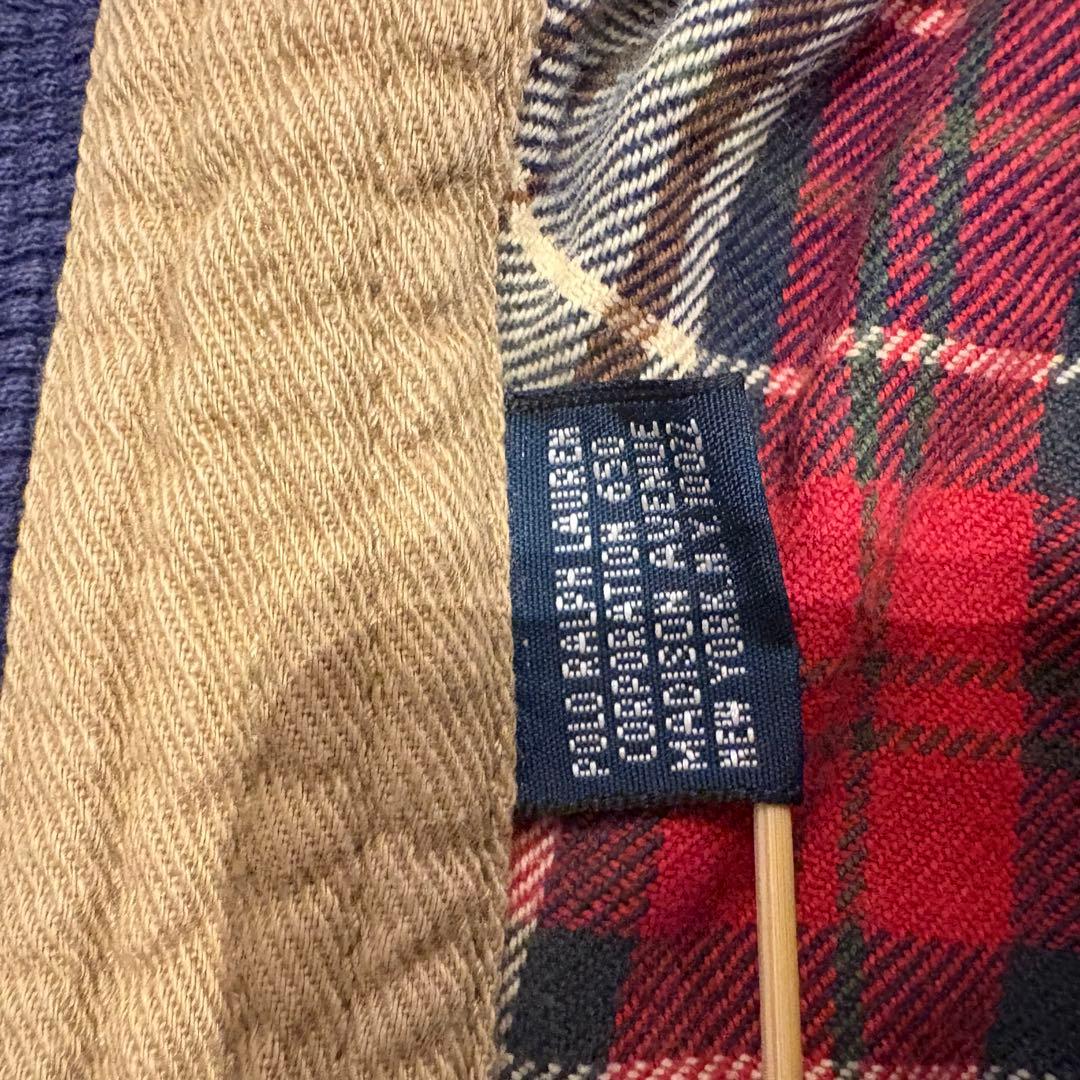 POLO RALPH LAUREN
CORPORATION 650
MADISON AVENUE
NEW YORK NY 10022